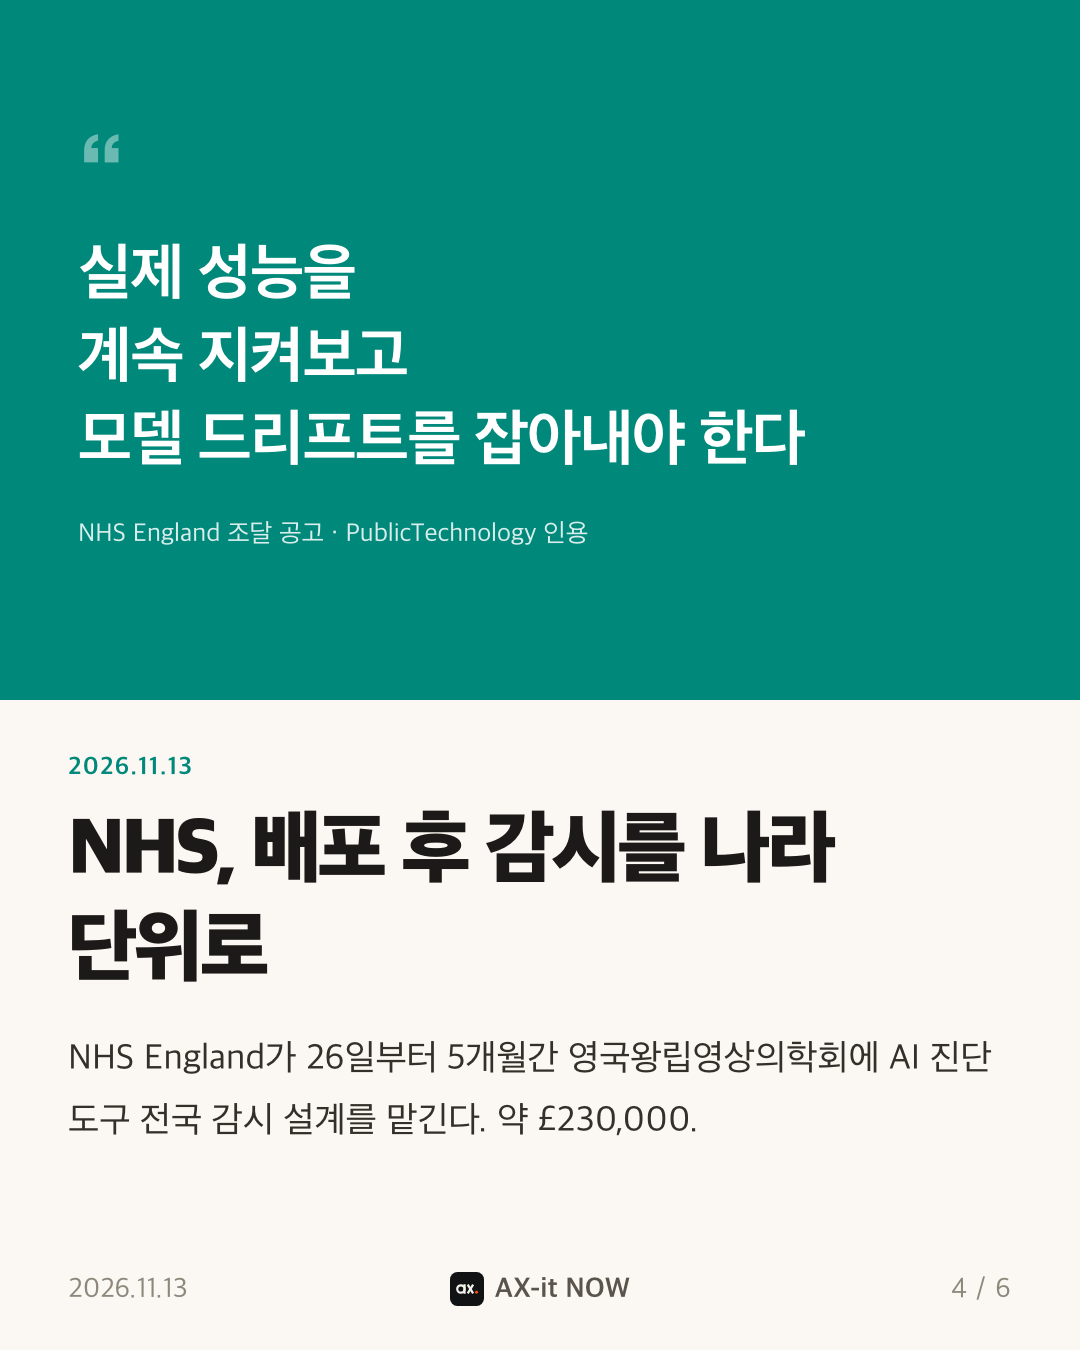 “
실제 성능을
계속 지켜보고
모델 드리프트를 잡아내야 한다
NHS England 조달 공고 · PublicTechnology 인용
2026.11.13
NHS, 배포 후 감시를 나라
단위로
NHS England가 26일부터 5개월간 영국왕립영상의학회에 AI 진단
도구 전국 감시 설계를 맡긴다. 약 £230,000.
2026.11.13
ax. AX-it NOW
4 / 6